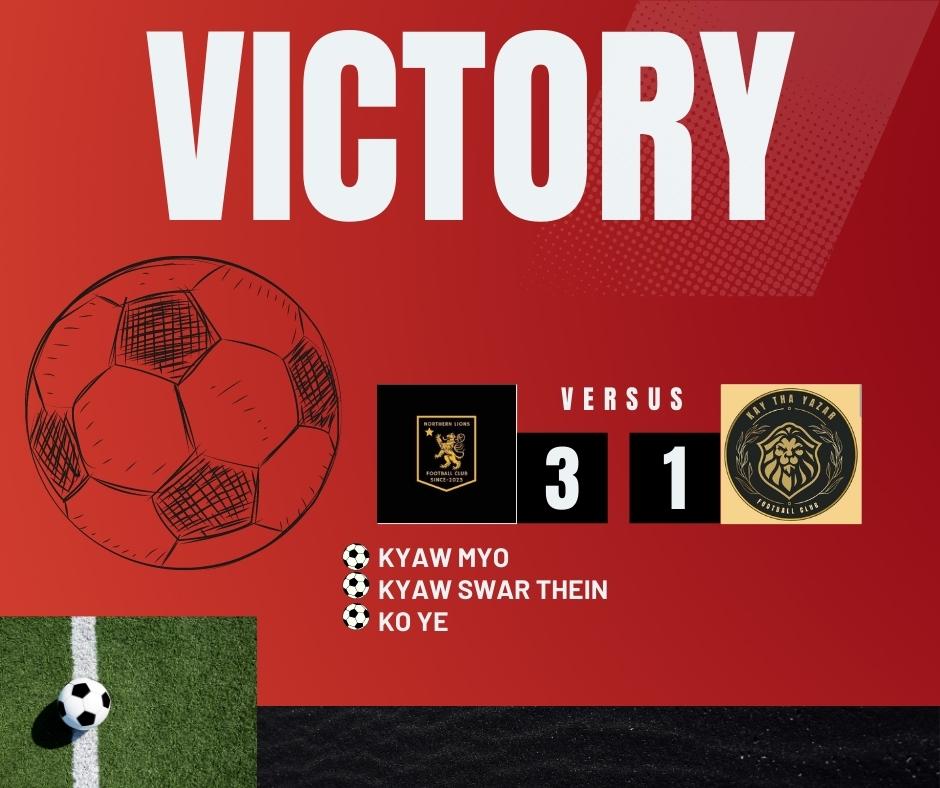 VICTORY
VERSUS
NORTHERN LIONS
FOOTBALL CLUB
SINCE-2023
3 1
KAY THA YAZAR
FOOTBALL CLUB
KYAW MYO
KYAW SWAR THEIN
KO YE